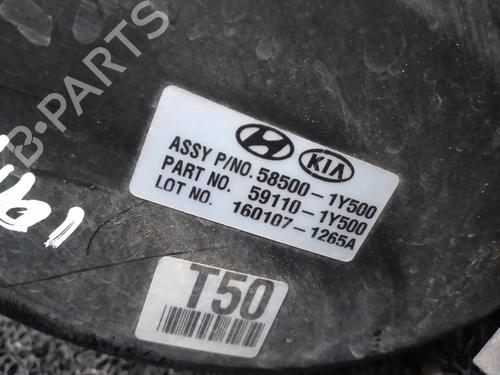 B-PARTS
KIA
ASSY P/NO. 58500-1Y500
PART NO. 59110-1Y500
LOT NO. 160107-1265A
T50